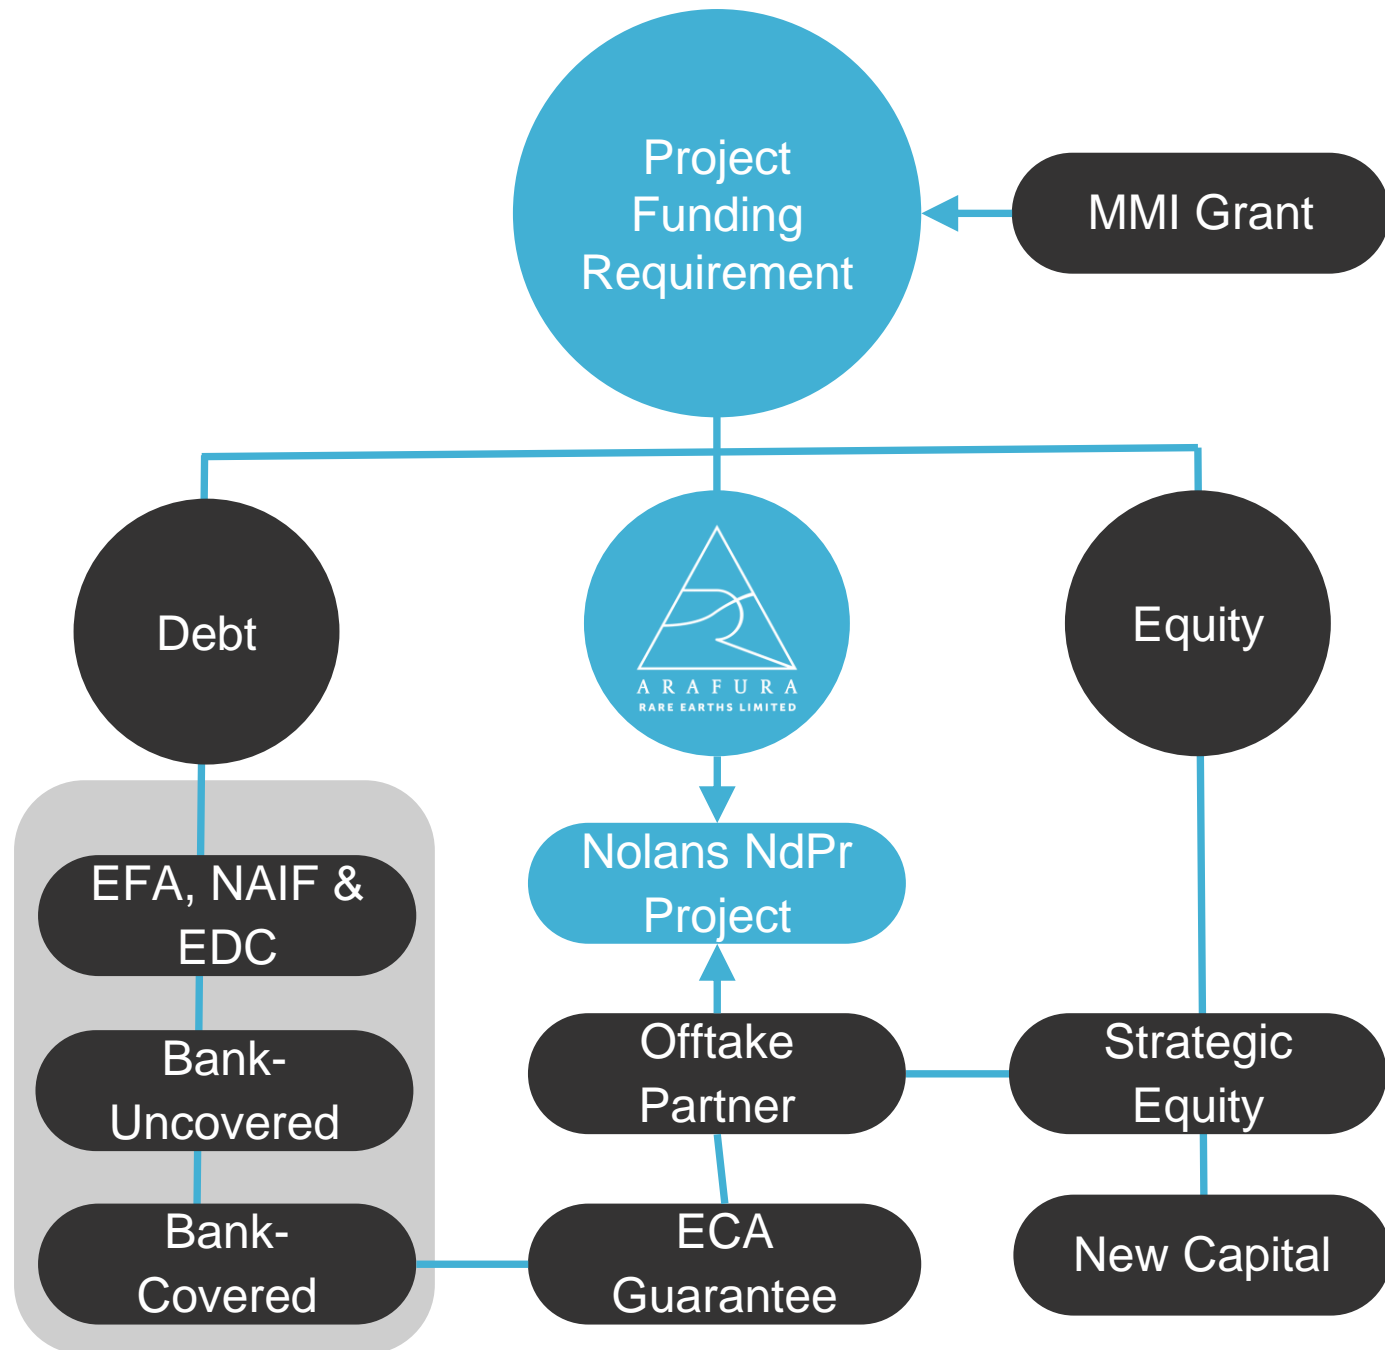 Project
Funding
Requirement
MMI Grant
Debt
ARAFURA
RARE EARTHS LIMITED
Equity
Nolans NdPr
Project
EFA, NAIF &
EDC
Bank-
Uncovered
Offtake
Partner
Strategic
Equity
Bank-
Covered
ECA
Guarantee
New Capital